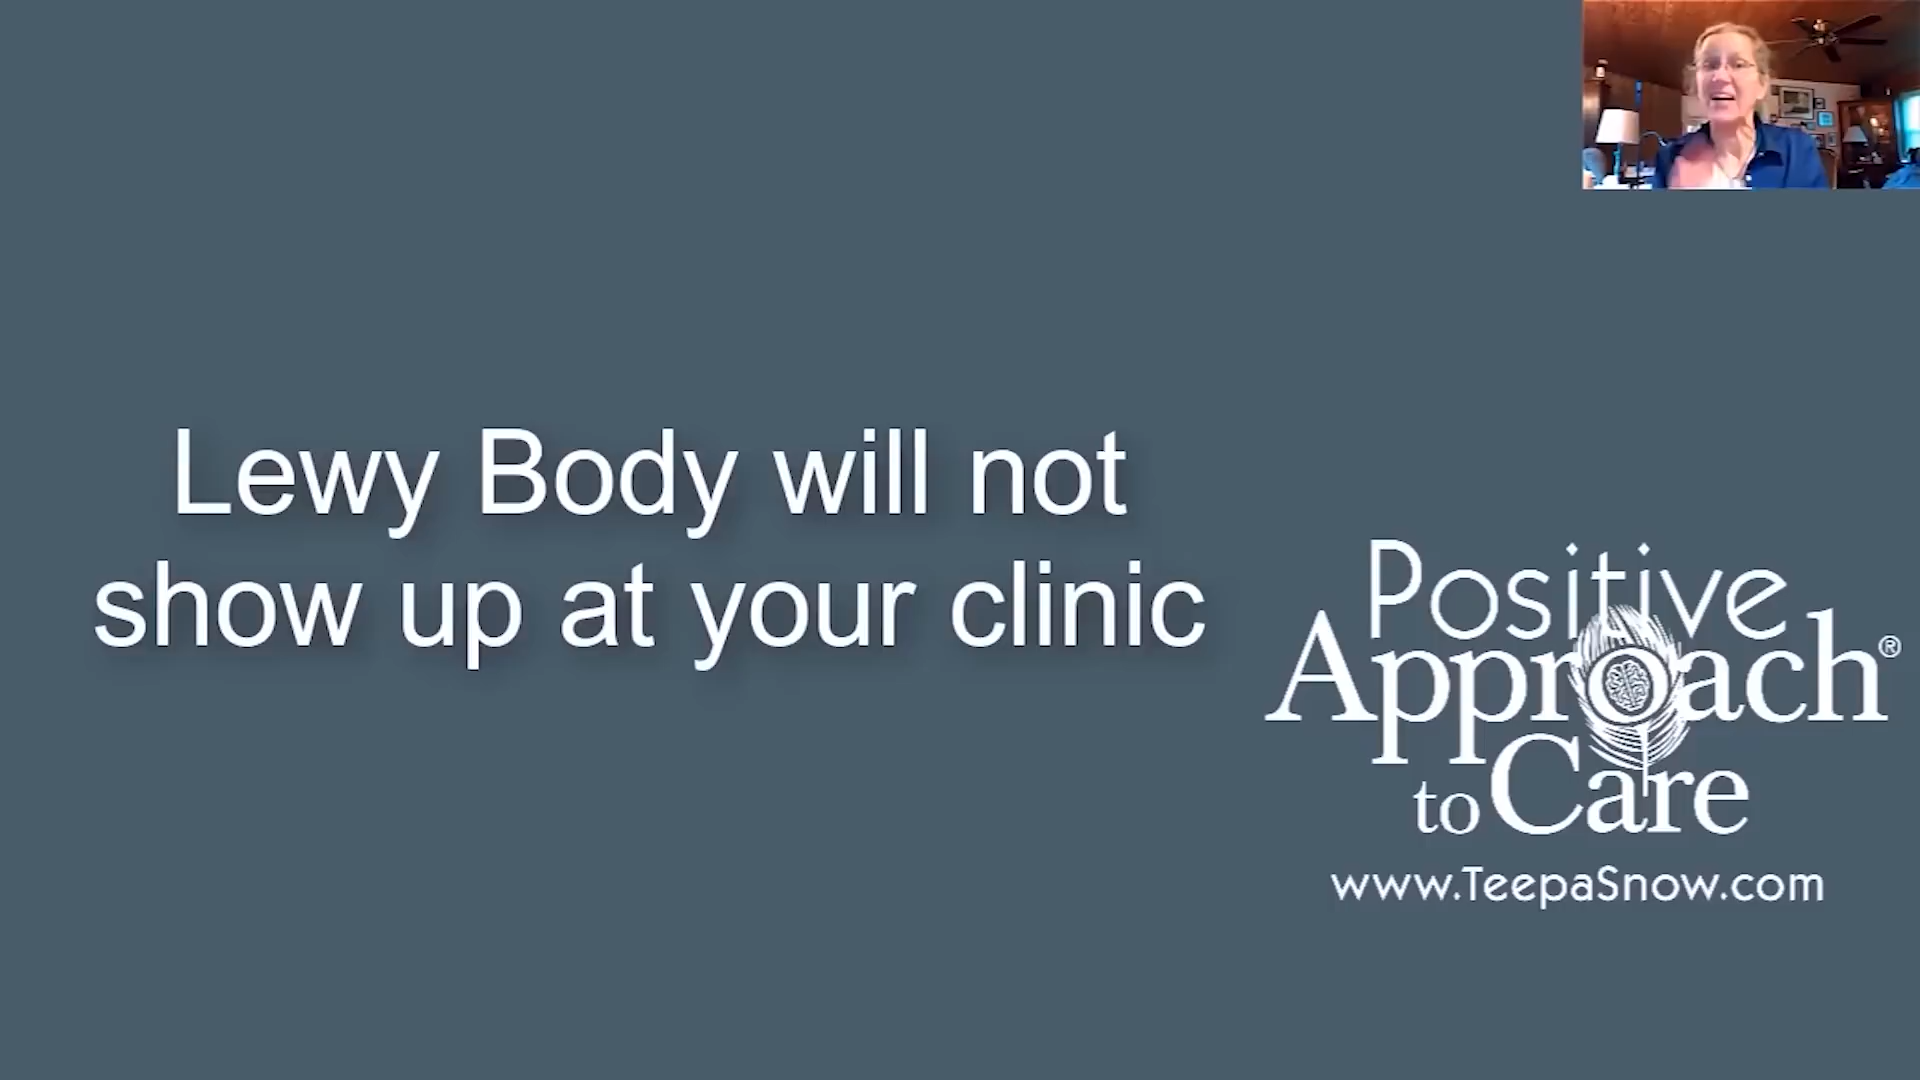 Lewy Body will not
show up at your clinic
Positive
Approach®
to Care
www.TeepaSnow.com